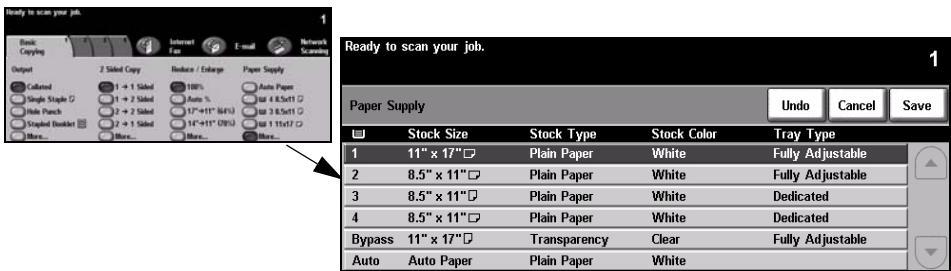 Ready to scan your job.
1
Basic Copying
Internet Fax
E-mail
Network Scanning
Output
2 Sided Copy
Reduce / Enlarge
Paper Supply
Collated
1 → 1 Sided
100%
Auto Paper
Single Staple
1 → 2 Sided
Auto %
4 8.5x11
Hole Punch
2 → 2 Sided
17"→11" (64%)
3 8.5x11
Stapled Booklet
2 → 1 Sided
14"→11" (78%)
1 11x17
More...
More...
More...
More...
Ready to scan your job.
1
Paper Supply
Undo
Cancel
Save
Stock Size Stock Type Stock Color Tray Type
1 11" x 17" Plain Paper White Fully Adjustable
2 8.5" x 11" Plain Paper White Fully Adjustable
3 8.5" x 11" Plain Paper White Dedicated
4 8.5" x 11" Plain Paper White Dedicated
Bypass 11" x 17" Transparency Clear Fully Adjustable
Auto Auto Paper Plain Paper White